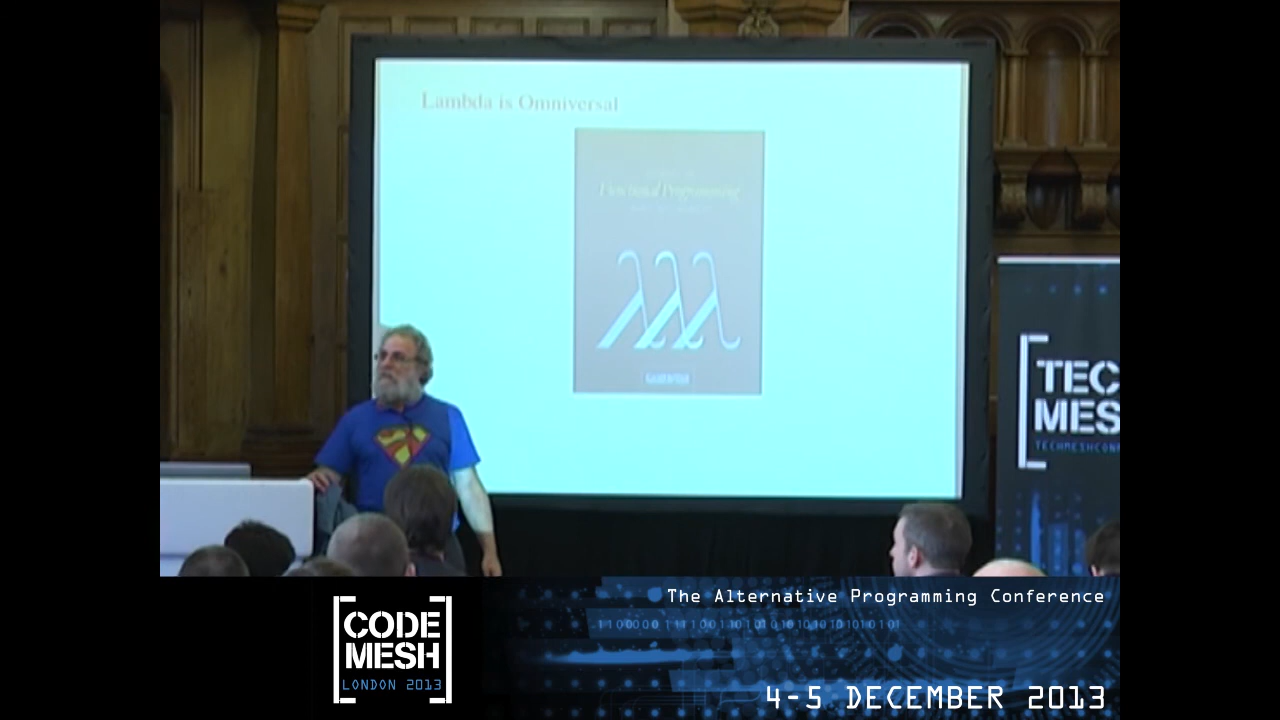 Lambda is Omniversal
Functional Programming
λλλ
TEC
MES
TECHMESHCON
The Alternative Programming Conference
CODE
MESH
LONDON 2013
4-5 DECEMBER 2013